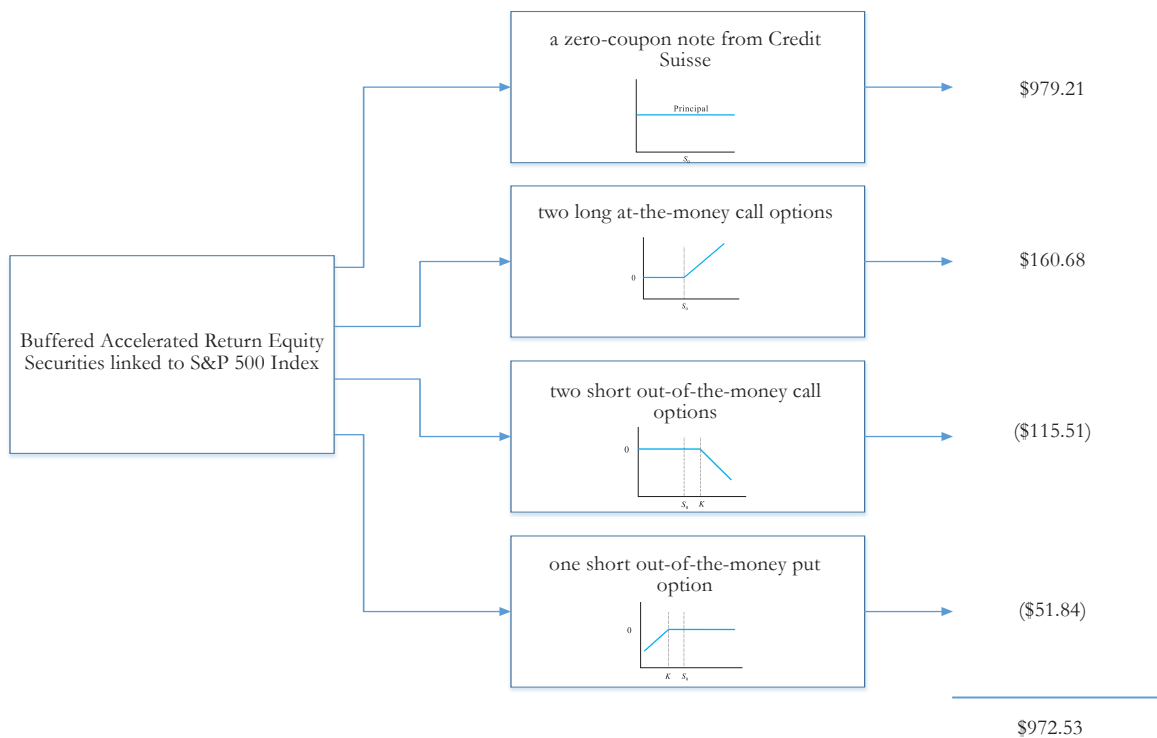 a zero-coupon note from Credit
Suisse
Principal
S₀
$979.21
two long at-the-money call options
0
S₀
$160.68
Buffered Accelerated Return Equity
Securities linked to S&P 500 Index
two short out-of-the-money call
options
0
S₀ K
($115.51)
one short out-of-the-money put
option
0
K S₀
($51.84)
$972.53